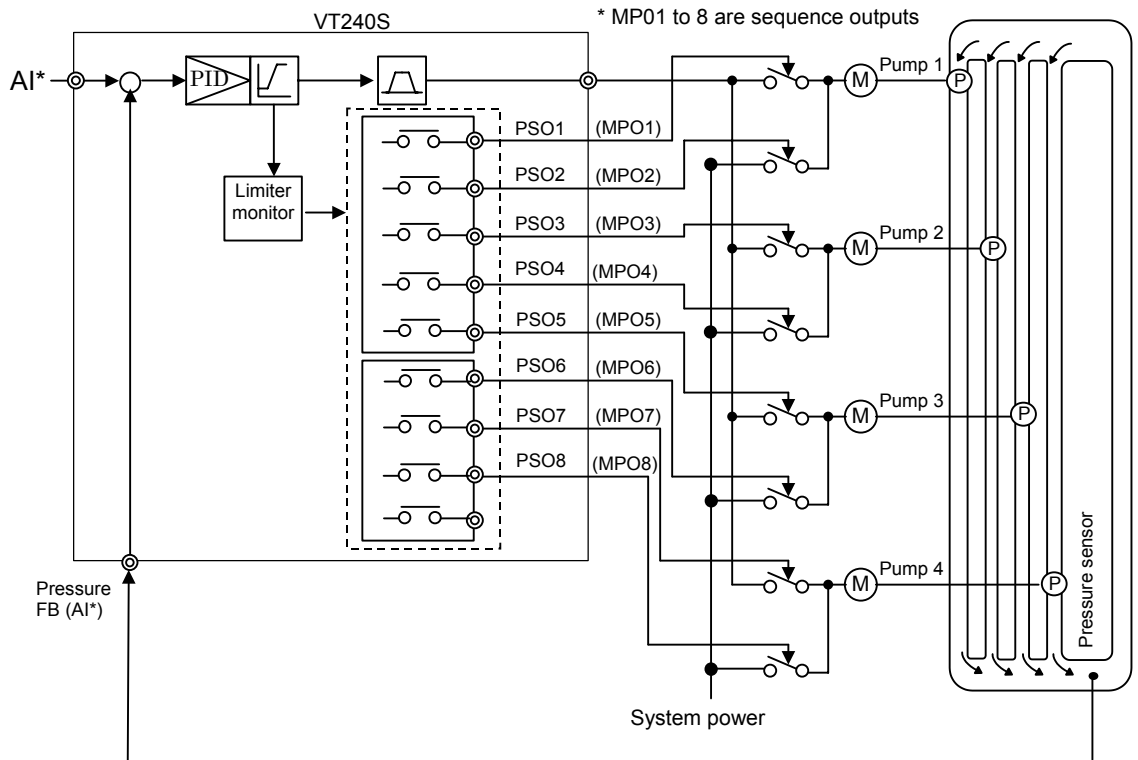 VT240S
* MP01 to 8 are sequence outputs
AI*
PID
M
Pump 1
P
PSO1 (MPO1)
PSO2 (MPO2)
Limiter
monitor
PSO3 (MPO3)
M
Pump 2
P
PSO4 (MPO4)
PSO5 (MPO5)
PSO6 (MPO6)
M
Pump 3
P
PSO7 (MPO7)
PSO8 (MPO8)
Pressure
FB (AI*)
M
Pump 4
P
Pressure sensor
System power